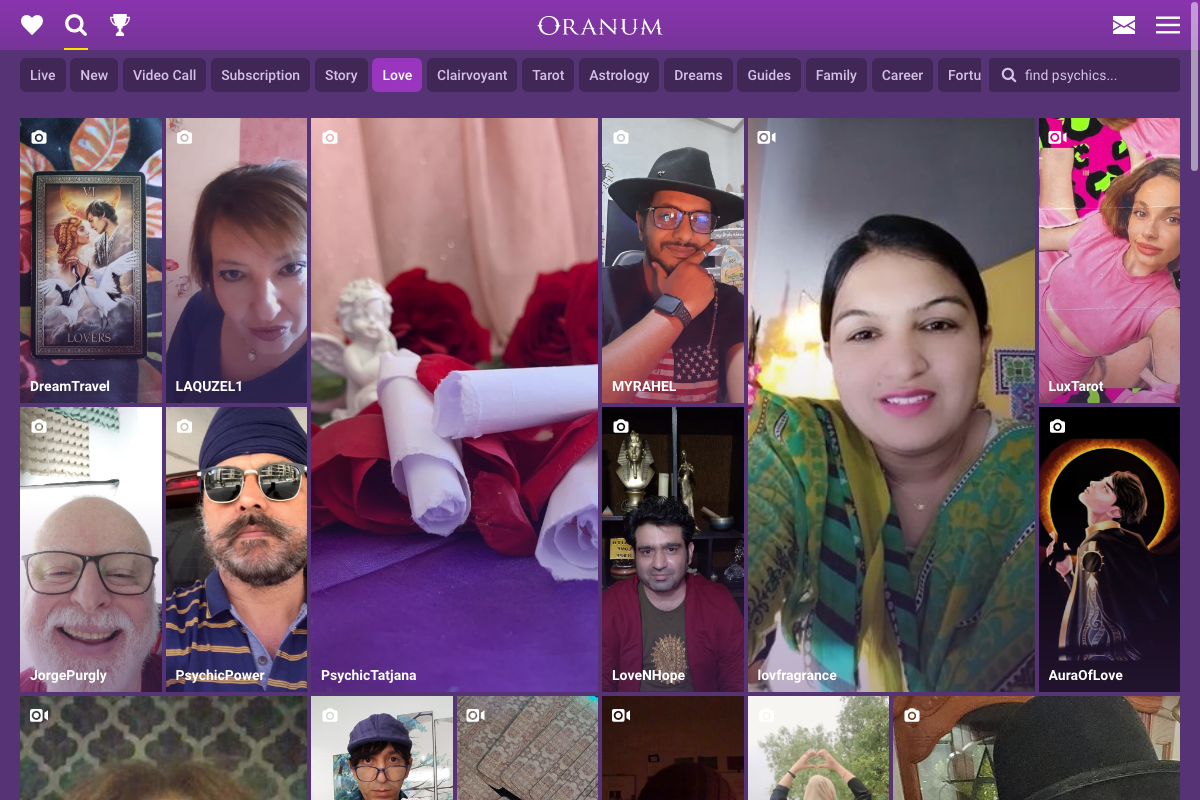 ORANUM
Live
New
Video Call
Subscription
Story
Love
Clairvoyant
Tarot
Astrology
Dreams
Guides
Family
Career
Fortu
find psychics...
VI
LOVERS
DreamTravel
LAQUZEL1
PsychicTatjana
MYRAHEL
lovfragrance
LuxTarot
JorgePurgly
PsychicPower
LoveNHope
AuraOfLove